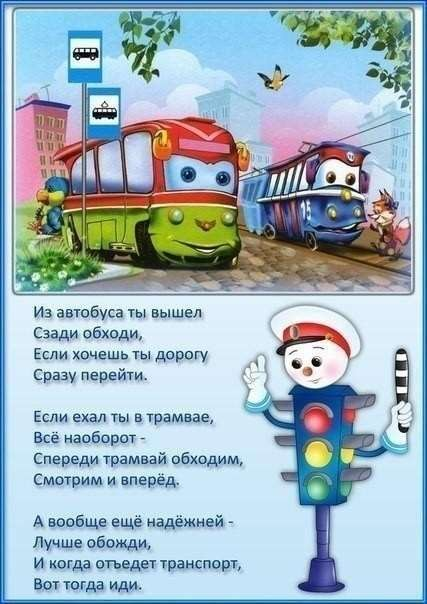 Из автобуса ты вышел
Сзади обходи,
Если хочешь ты дорогу
Сразу перейти.
Если ехал ты в трамвае,
Всё наоборот -
Спереди трамвай обходим,
Смотрим и вперёд.
А вообще ещё надёжней -
Лучше обожди,
И когда отъедет транспорт,
Вот тогда иди.